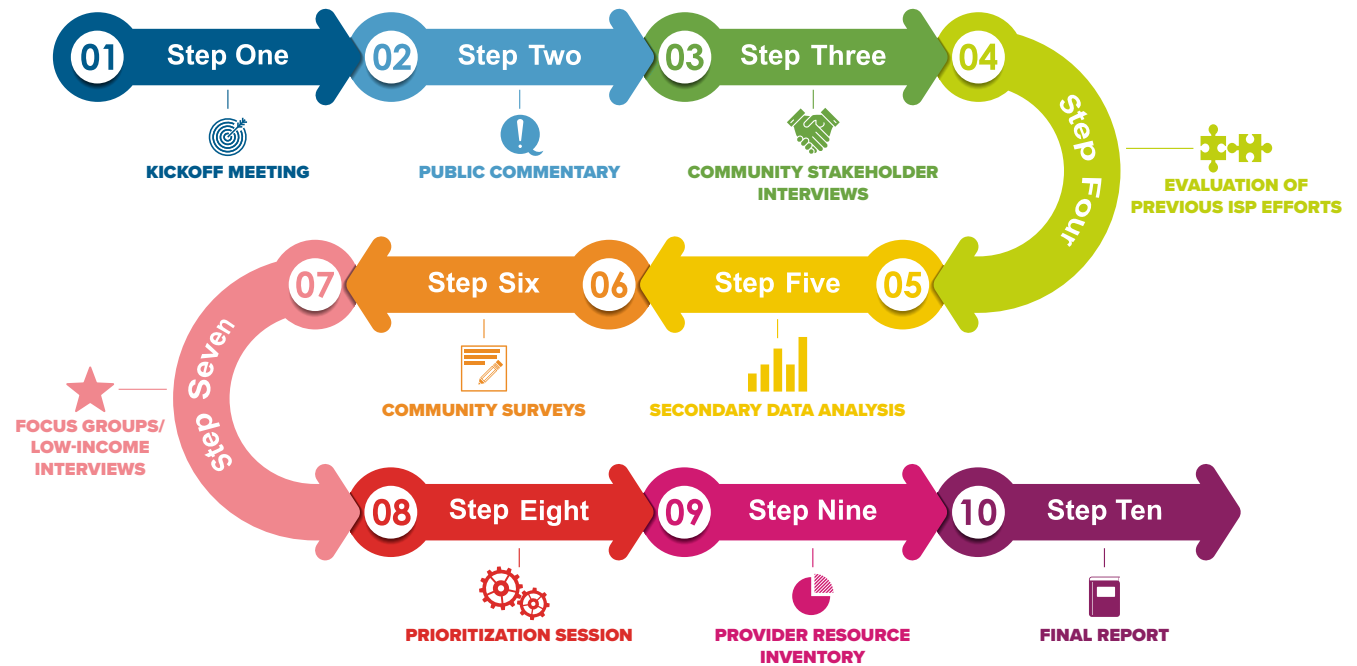 01 Step One
KICKOFF MEETING
02 Step Two
PUBLIC COMMENTARY
03 Step Three
COMMUNITY STAKEHOLDER
INTERVIEWS
04 Step Four
EVALUATION OF
PREVIOUS ISP EFFORTS
05 Step Five
SECONDARY DATA ANALYSIS
06 Step Six
COMMUNITY SURVEYS
07 Step Seven
FOCUS GROUPS/
LOW-INCOME
INTERVIEWS
08 Step Eight
PRIORITIZATION SESSION
09 Step Nine
PROVIDER RESOURCE
INVENTORY
10 Step Ten
FINAL REPORT